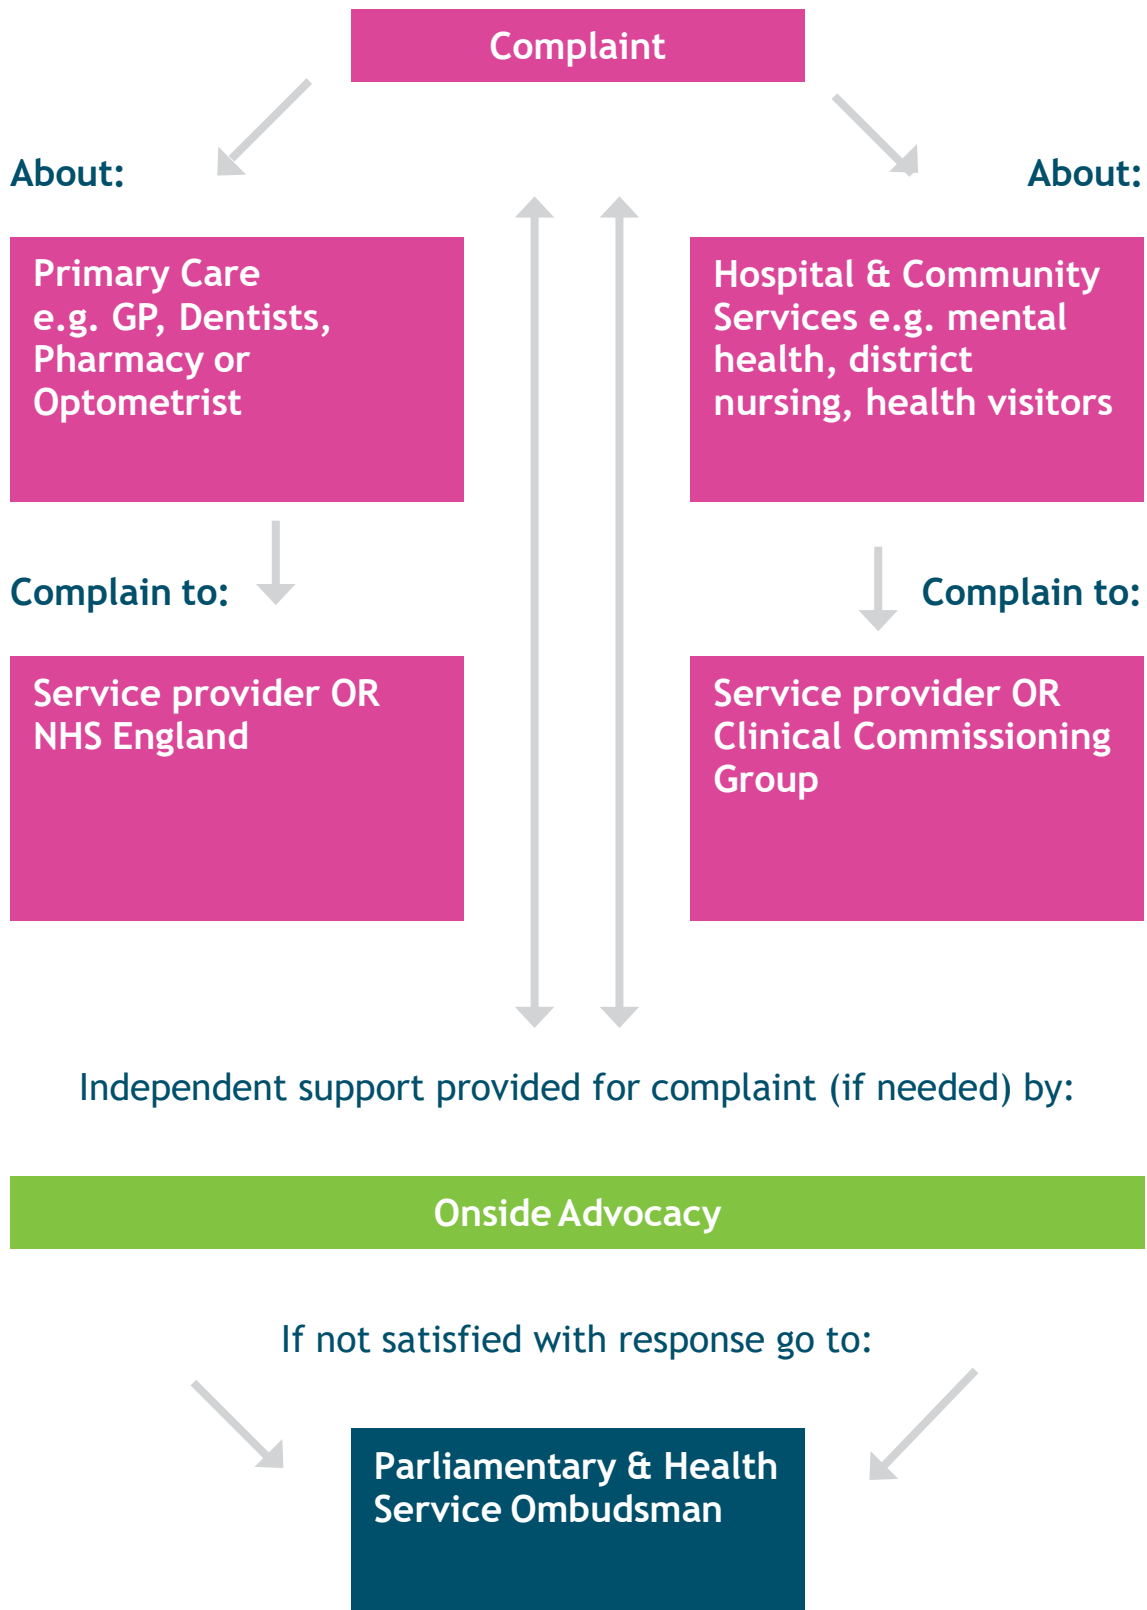 Complaint
About:
About:
Primary Care
e.g. GP, Dentists,
Pharmacy or
Optometrist
Hospital & Community
Services e.g. mental
health, district
nursing, health visitors
Complain to:
Complain to:
Service provider OR
NHS England
Service provider OR
Clinical Commissioning
Group
Independent support provided for complaint (if needed) by:
Onside Advocacy
If not satisfied with response go to:
Parliamentary & Health
Service Ombudsman